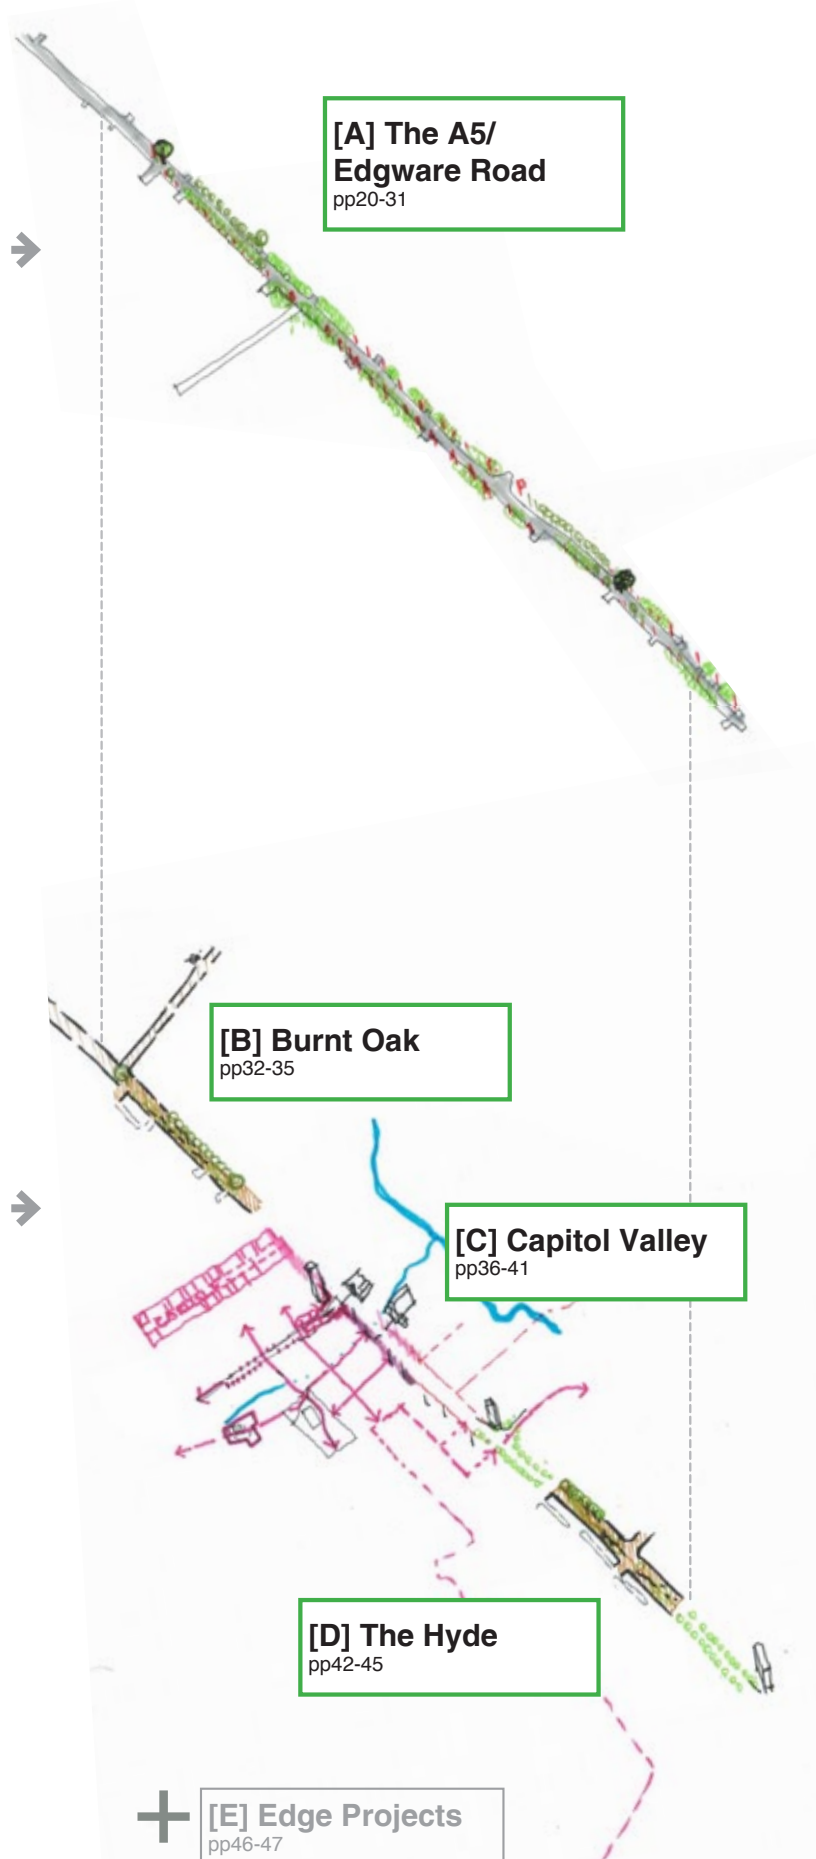 [A] The A5/
Edgware Road
pp20-31
[B] Burnt Oak
pp32-35
[C] Capitol Valley
pp36-41
[D] The Hyde
pp42-45
[E] Edge Projects
pp46-47